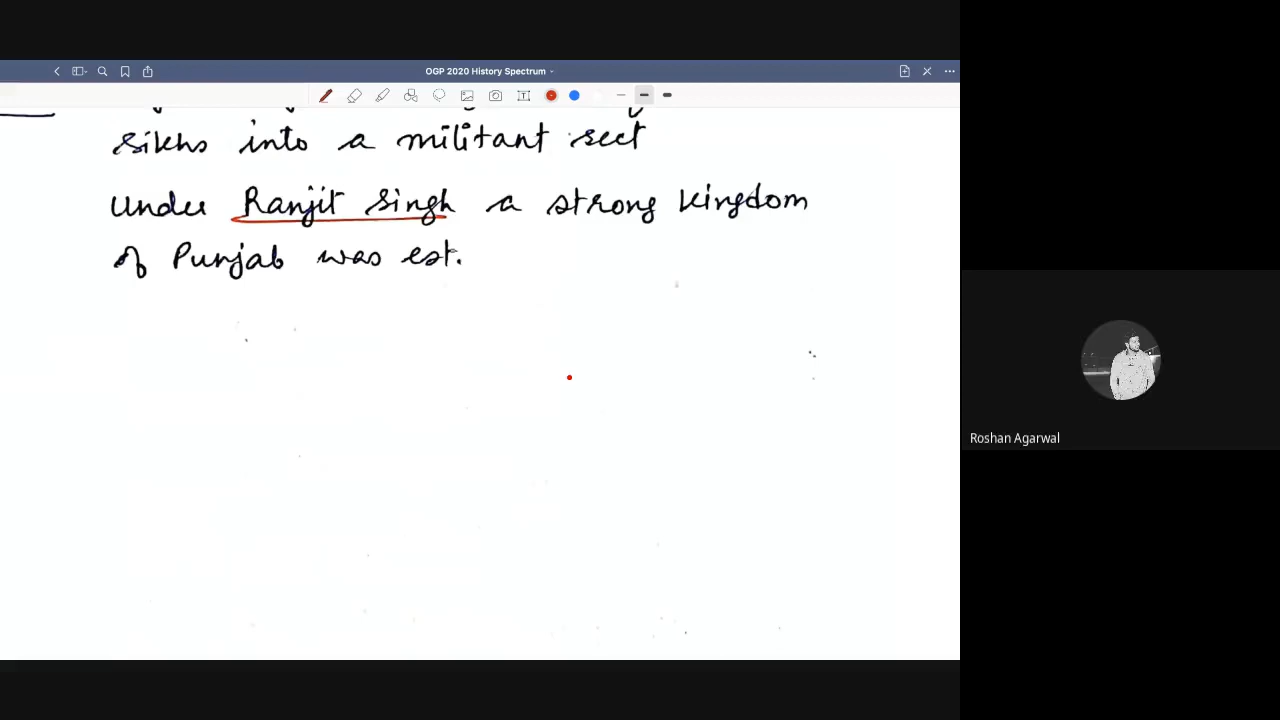 OGP 2020 History Spectrum
sikhs into a militant sect
Under Ranjit Singh a strong kingdom
of Punjab was est.
Roshan Agarwal